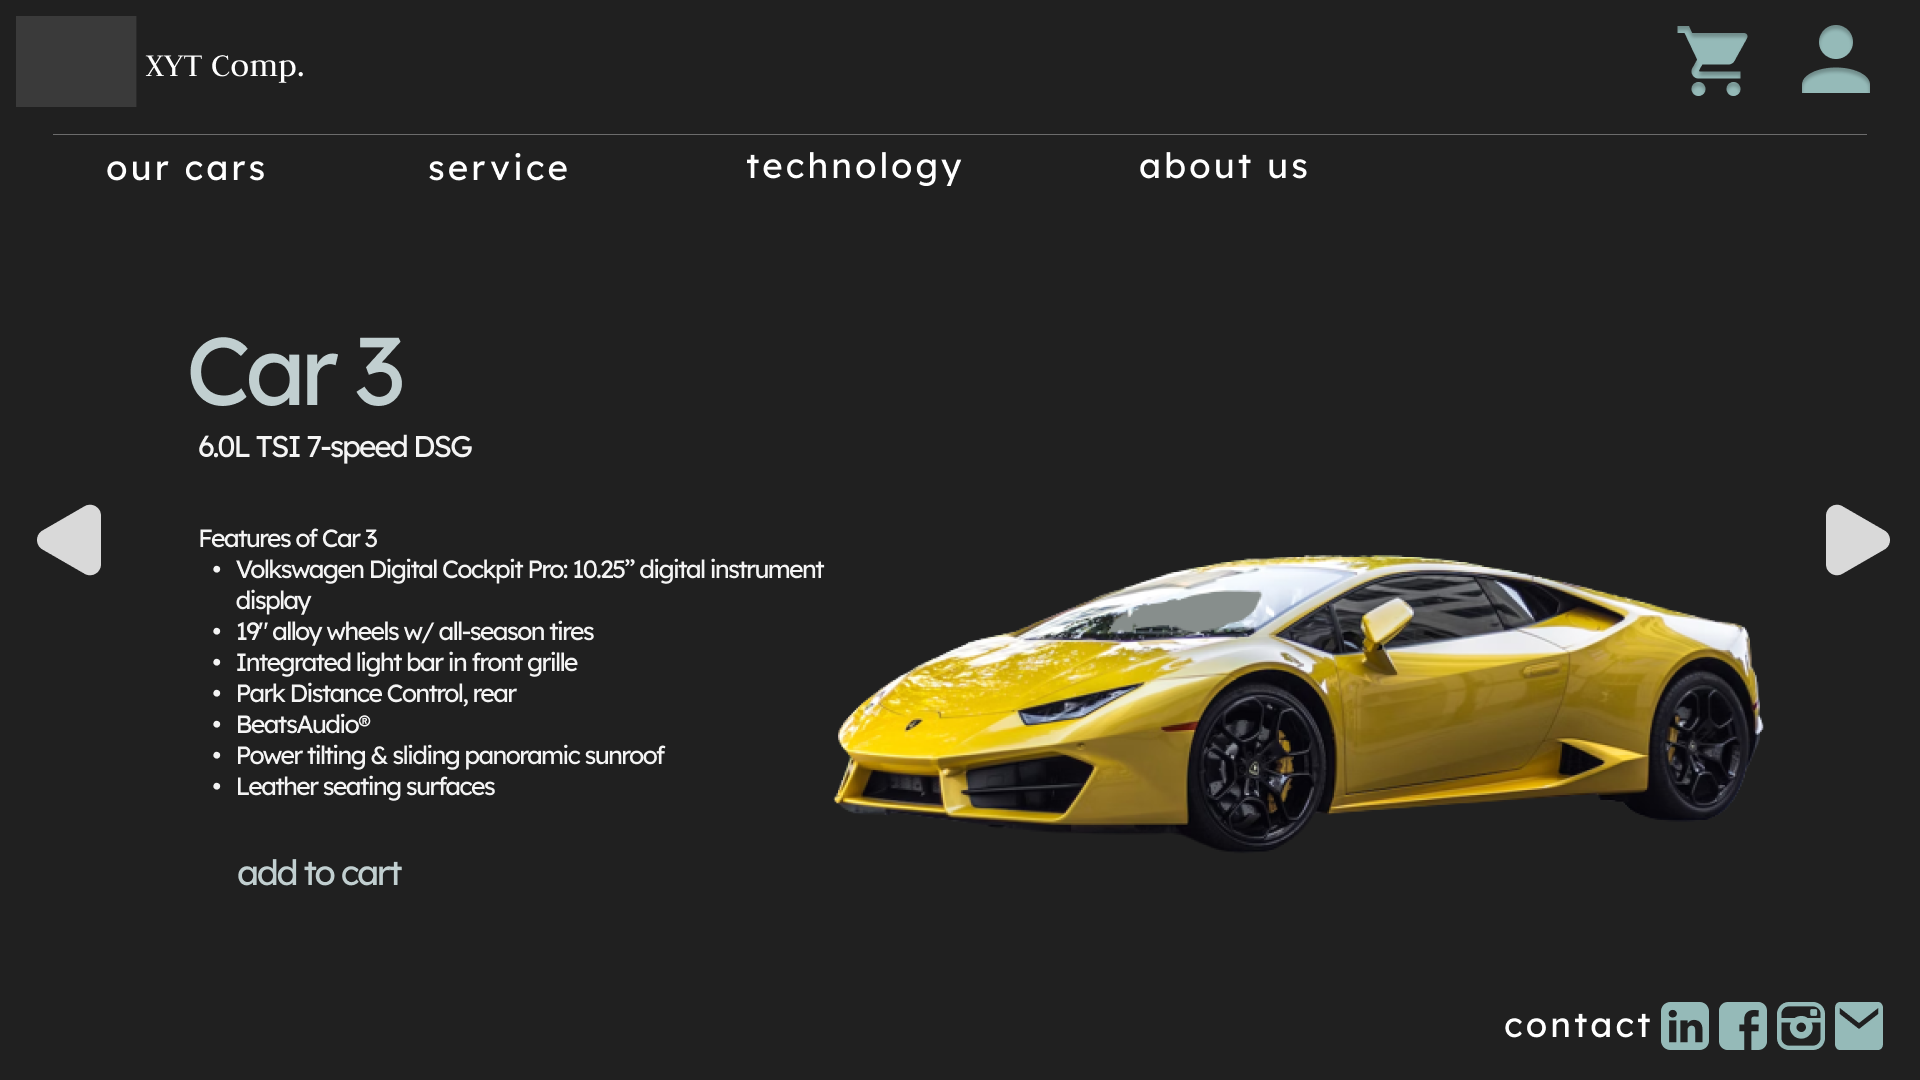 XYT Comp.
our cars
service
technology
about us
Car 3
6.0L TSI 7-speed DSG
Features of Car 3
• Volkswagen Digital Cockpit Pro: 10.25” digital instrument
display
• 19" alloy wheels w/ all-season tires
• Integrated light bar in front grille
• Park Distance Control, rear
• BeatsAudio®
• Power tilting & sliding panoramic sunroof
• Leather seating surfaces
add to cart
contact